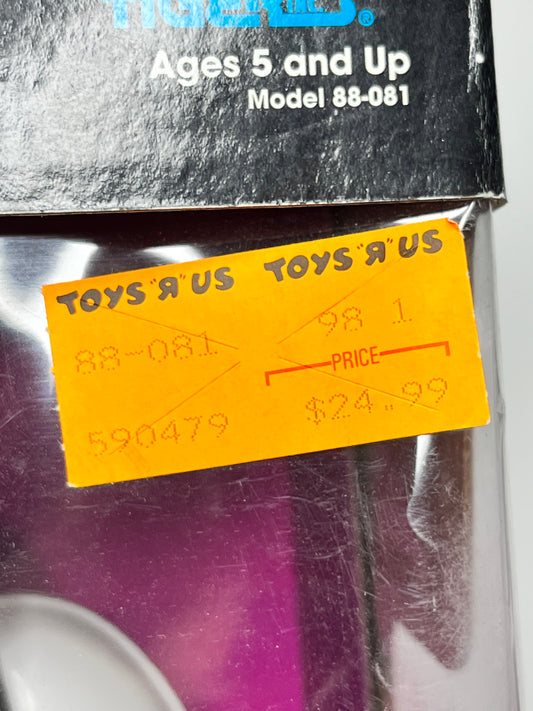 TIGER®
Ages 5 and Up
Model 88-081
TOYS "Я" US TOYS "Я" US
88-081 98 1
PRICE
590479 $24.99